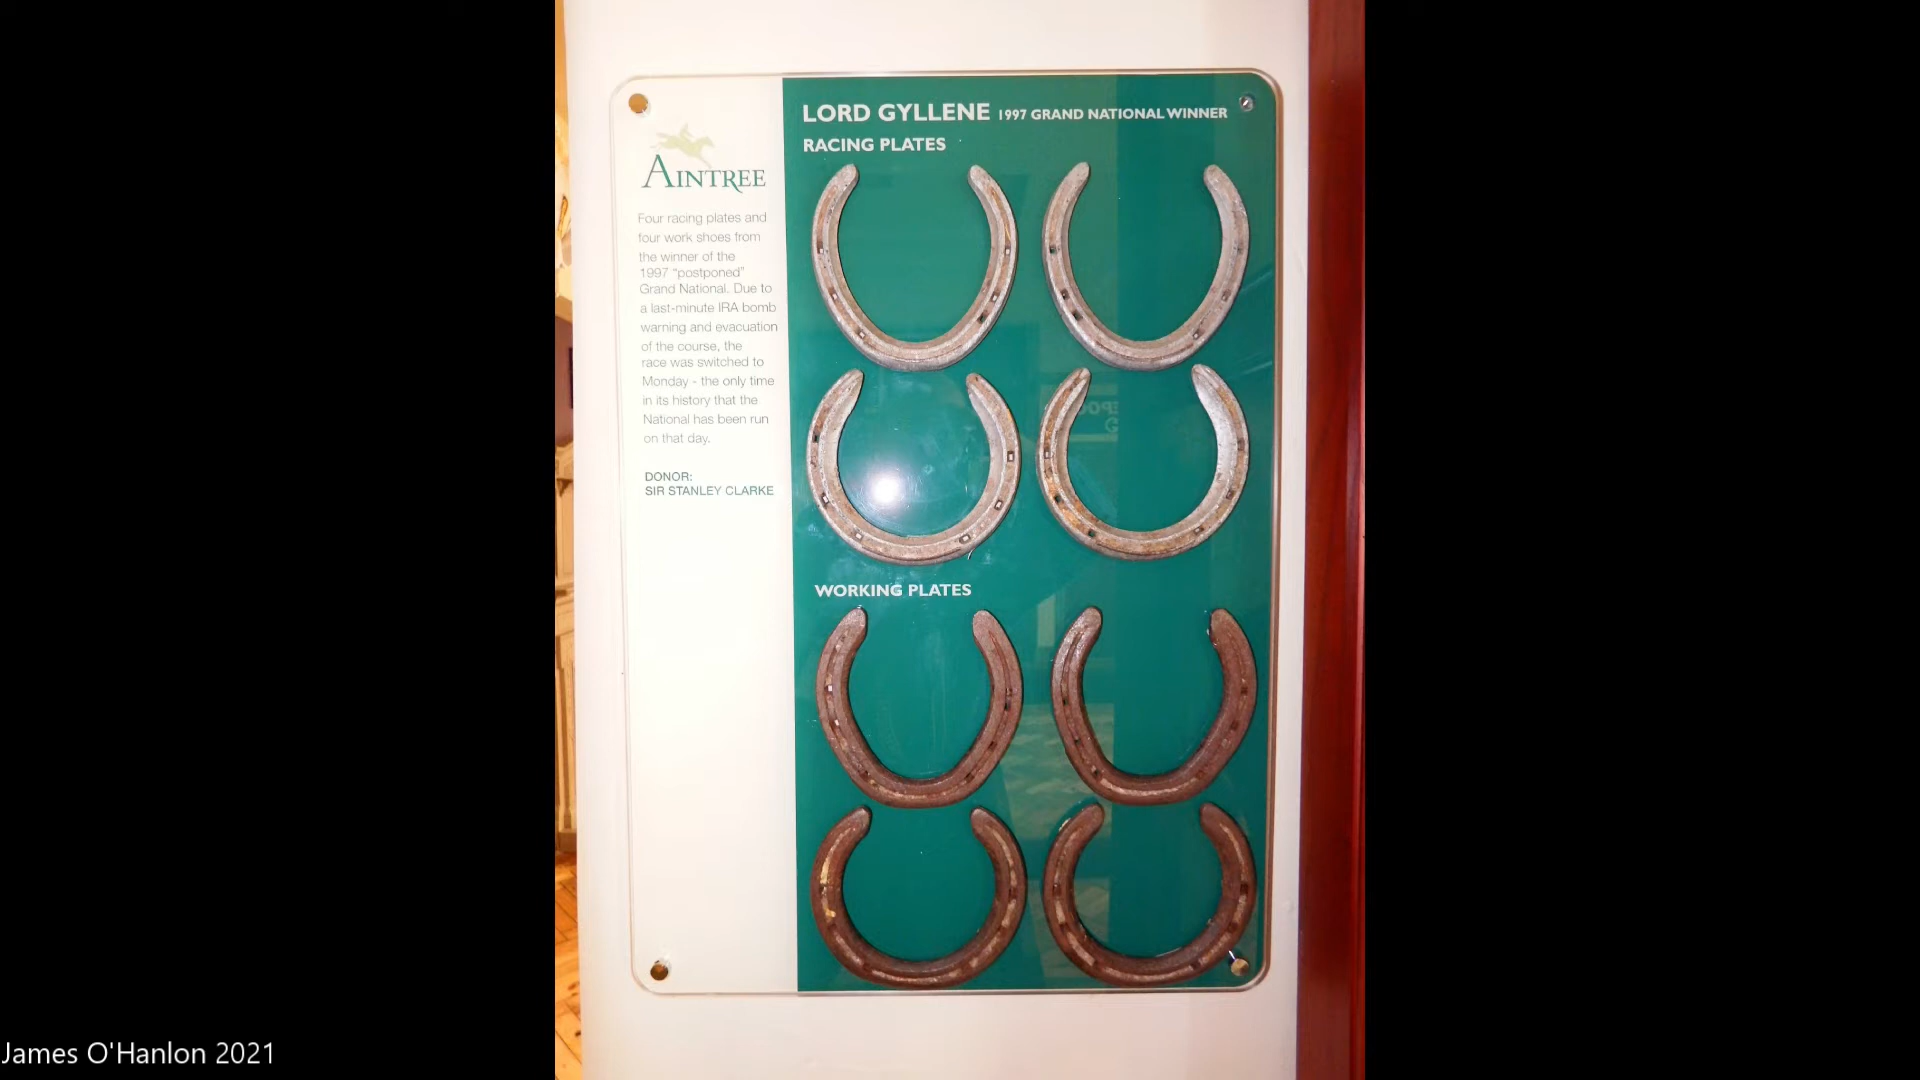 LORD GYLLENE 1997 GRAND NATIONAL WINNER
RACING PLATES
AINTREE
Four racing plates and
four work shoes from
the winner of the
1997 "postponed"
Grand National. Due to
a last-minute IRA bomb
warning and evacuation
of the course, the
race was switched to
Monday - the only time
in its history that the
National has been run
on that day.
DONOR:
SIR STANLEY CLARKE
WORKING PLATES
James O'Hanlon 2021